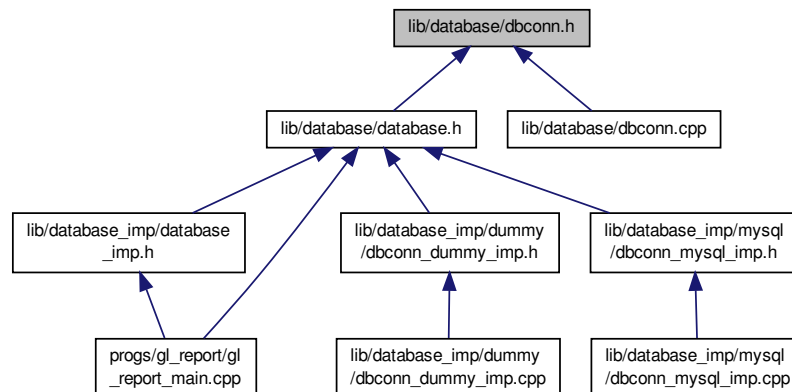 lib/database/dbconn.h
lib/database/database.h
lib/database/dbconn.cpp
lib/database_imp/database
_imp.h
lib/database_imp/dummy
/dbconn_dummy_imp.h
lib/database_imp/mysql
/dbconn_mysql_imp.h
progs/gl_report/gl
_report_main.cpp
lib/database_imp/dummy
/dbconn_dummy_imp.cpp
lib/database_imp/mysql
/dbconn_mysql_imp.cpp